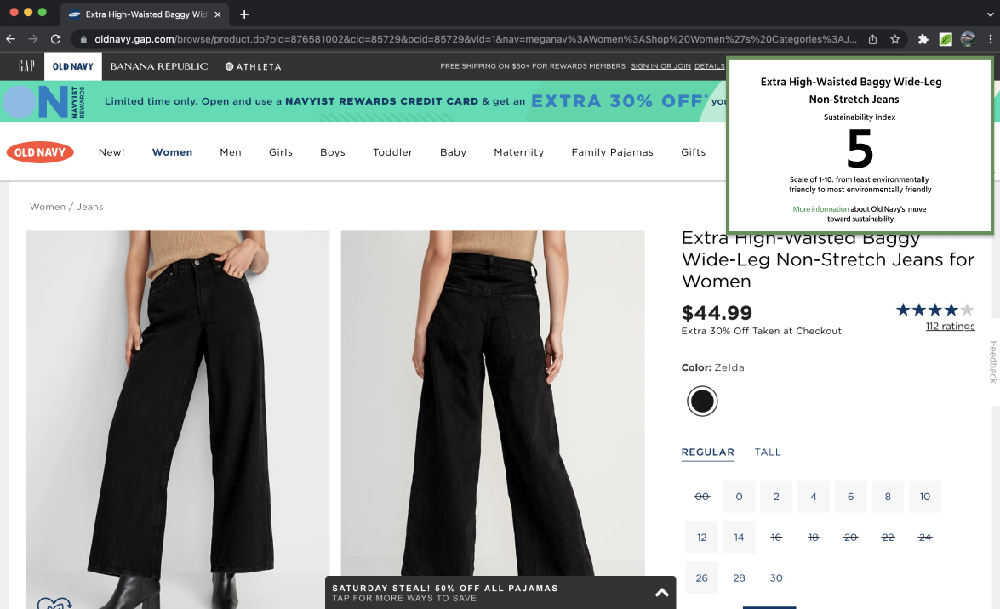 Extra High-Waisted Baggy Wid
oldnavy.gap.com/browse/product.do?pid=876581002&cid=85729&pcid=85729&vid=1&nav=meganav%3AWomen%3AShop%20Women%27s%20Categories%3AJ...
GAP
OLD NAVY
BANANA REPUBLIC
ATHLETA
FREE SHIPPING ON $50+ FOR REWARDS MEMBERS SIGN IN OR JOIN DETAILS
ON NAVYIST REWARDS
Limited time only. Open and use a NAVYIST REWARDS CREDIT CARD & get an EXTRA 30% OFF* you
Extra High-Waisted Baggy Wide-Leg
Non-Stretch Jeans
Sustainability Index
5
Scale of 1-10: from least environmentally
friendly to most environmentally friendly
More information about Old Navy's move
toward sustainability
OLD NAVY
New! Women Men Girls Boys Toddler Baby Maternity Family Pajamas Gifts
Women / Jeans
Extra High-Waisted Baggy
Wide-Leg Non-Stretch Jeans for
Women
$44.99
Extra 30% Off Taken at Checkout
112 ratings
Feedback
Color: Zelda
REGULAR TALL
00 0 2 4 6 8 10
12 14 16 18 20 22 24
26 28 30
SATURDAY STEAL! 50% OFF ALL PAJAMAS
TAP FOR MORE WAYS TO SAVE